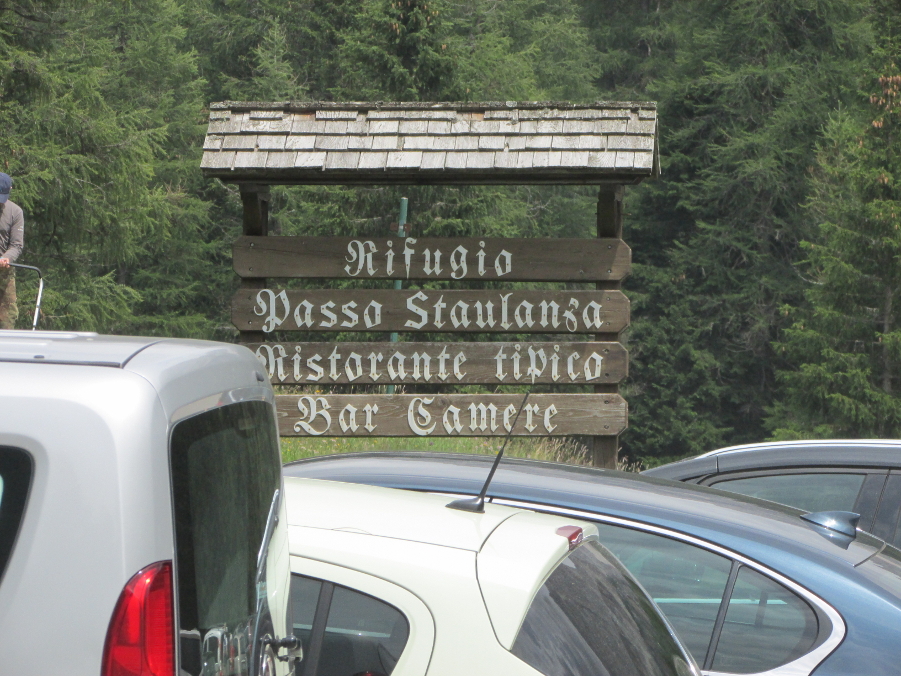 Rifugio
Passo Staulanza
Ristorante tipico
Bar Camere